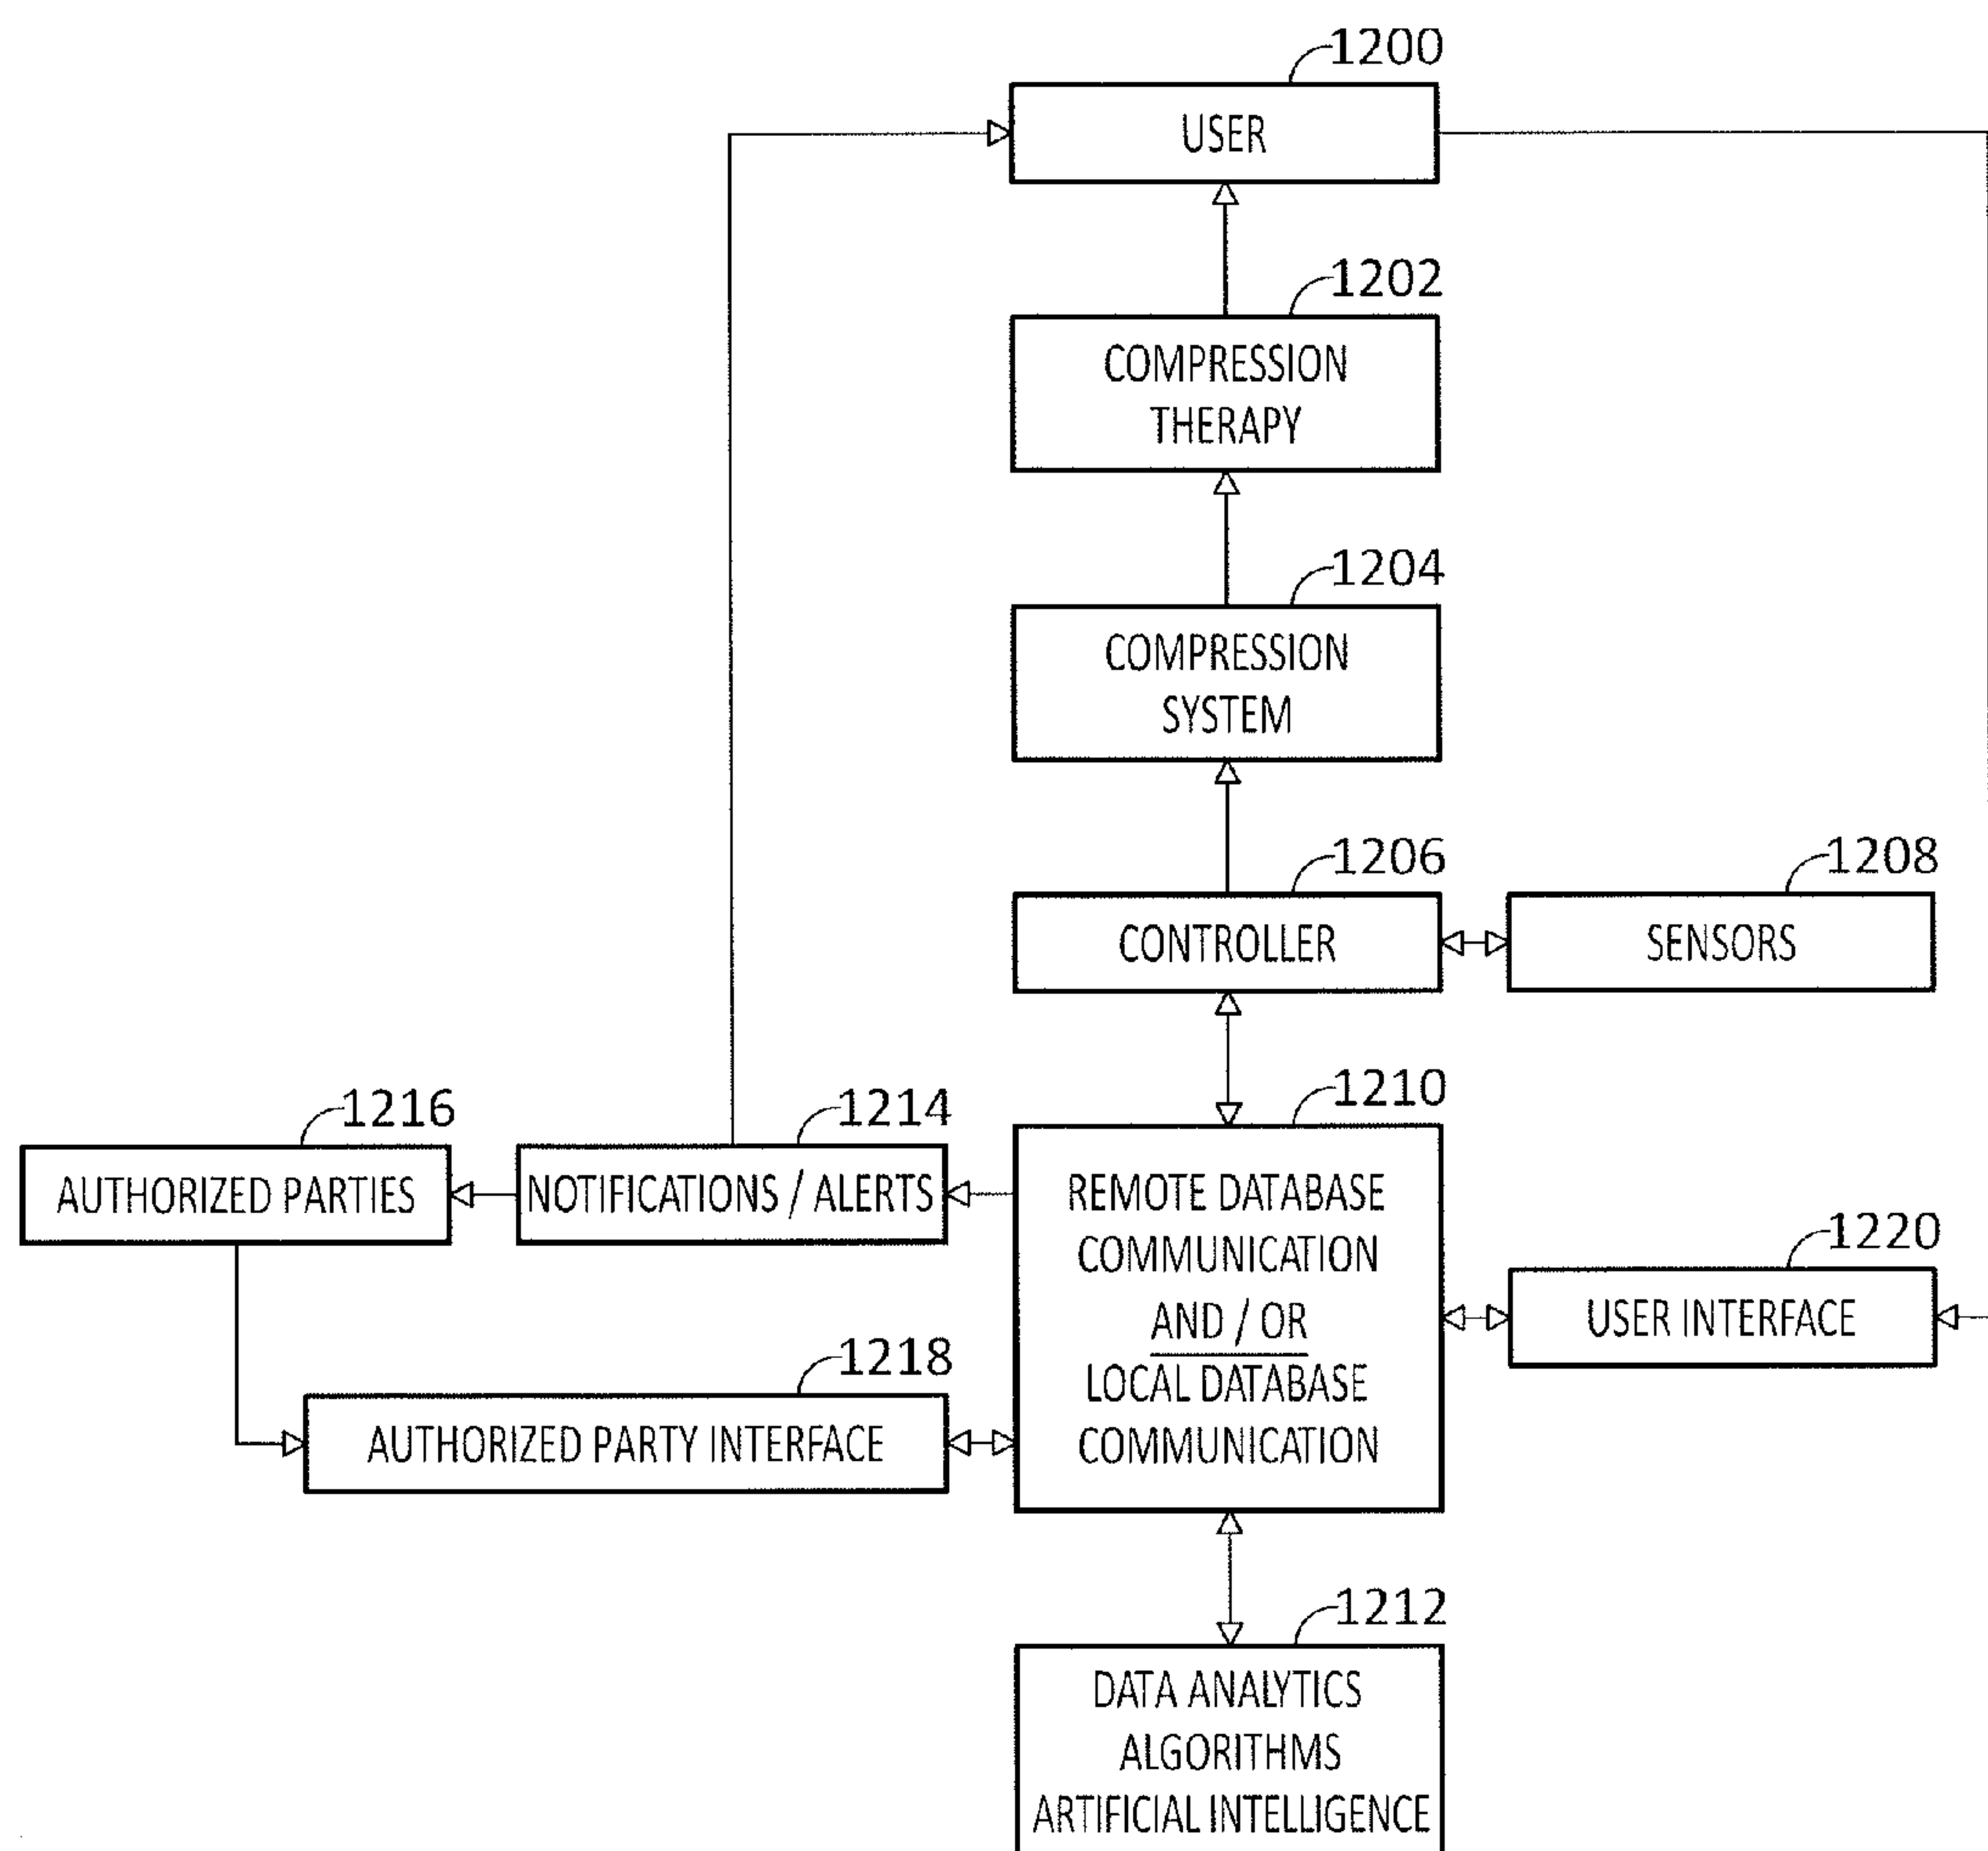 1200
USER
1202
COMPRESSION
THERAPY
1204
COMPRESSION
SYSTEM
1206
CONTROLLER
1208
SENSORS
1210
REMOTE DATABASE
COMMUNICATION
AND / OR
LOCAL DATABASE
COMMUNICATION
1216
AUTHORIZED PARTIES
1214
NOTIFICATIONS / ALERTS
1220
USER INTERFACE
1218
AUTHORIZED PARTY INTERFACE
1212
DATA ANALYTICS
ALGORITHMS
ARTIFICIAL INTELLIGENCE